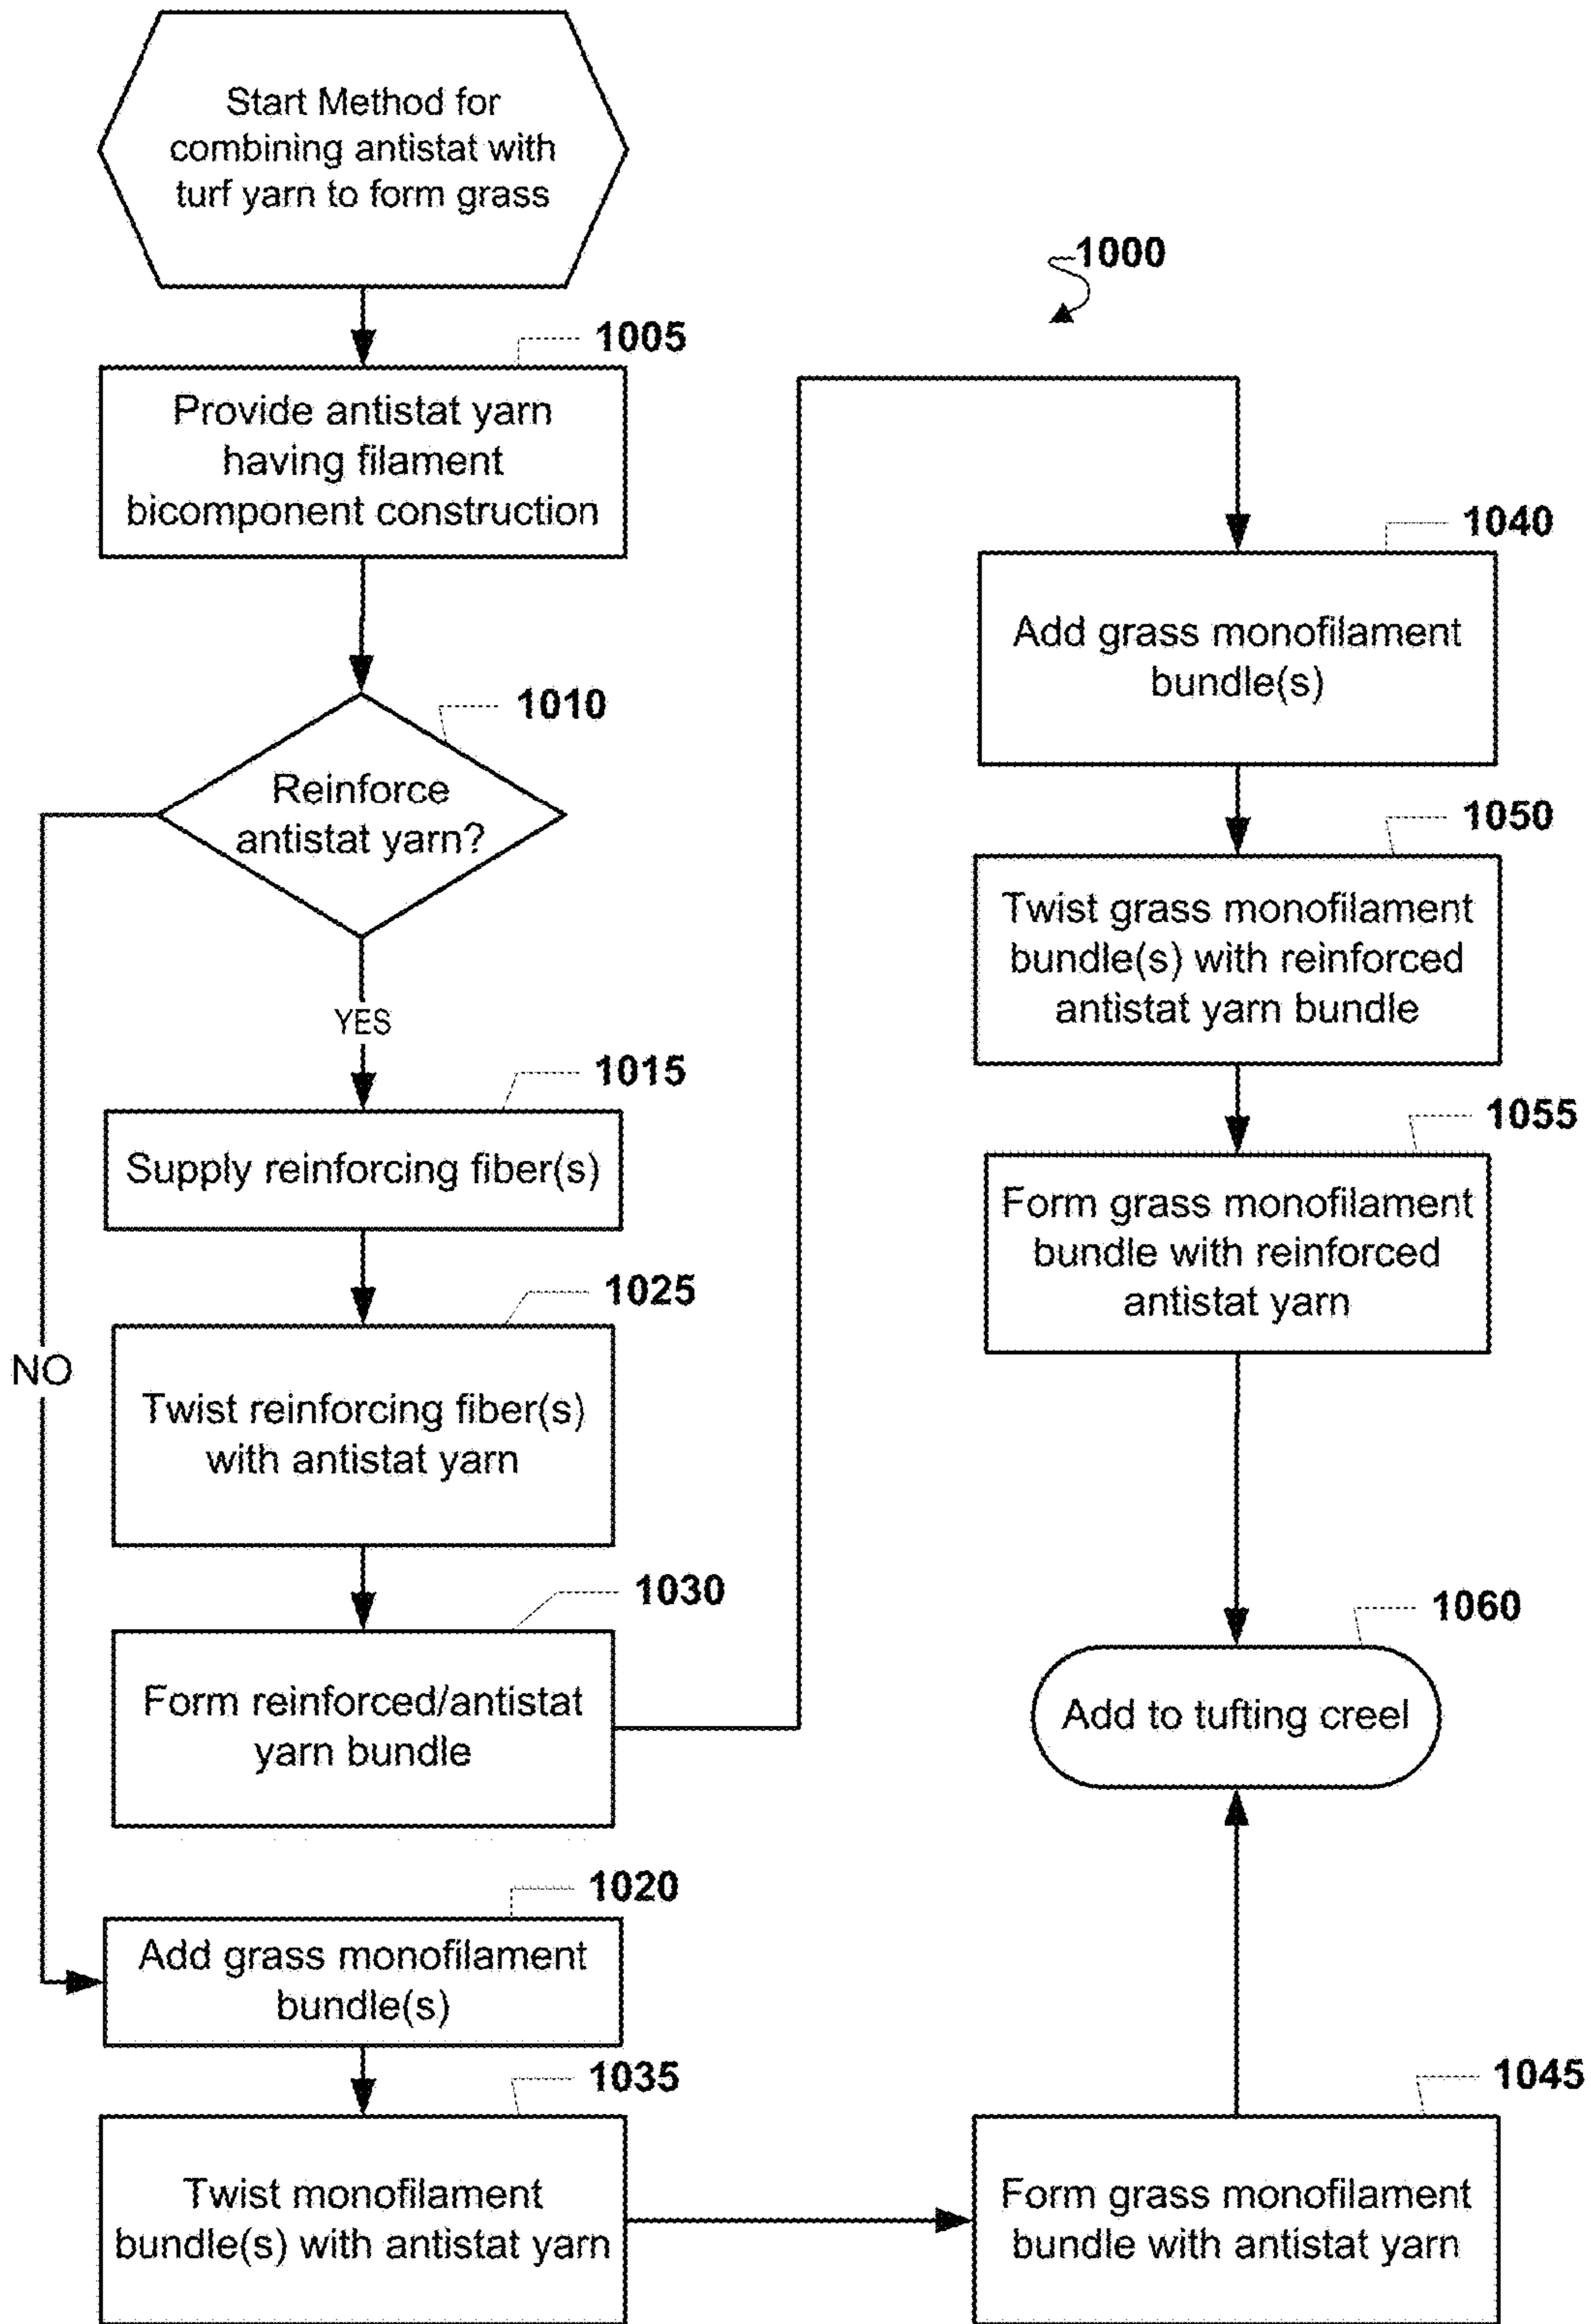 Start Method for
combining antistat with
turf yarn to form grass
1000
1005
Provide antistat yarn
having filament
bicomponent construction
1010
Reinforce
antistat yarn?
YES
NO
1015
Supply reinforcing fiber(s)
1025
Twist reinforcing fiber(s)
with antistat yarn
1030
Form reinforced/antistat
yarn bundle
1020
Add grass monofilament
bundle(s)
1035
Twist monofilament
bundle(s) with antistat yarn
1040
Add grass monofilament
bundle(s)
1050
Twist grass monofilament
bundle(s) with reinforced
antistat yarn bundle
1055
Form grass monofilament
bundle with reinforced
antistat yarn
1060
Add to tufting creel
1045
Form grass monofilament
bundle with antistat yarn